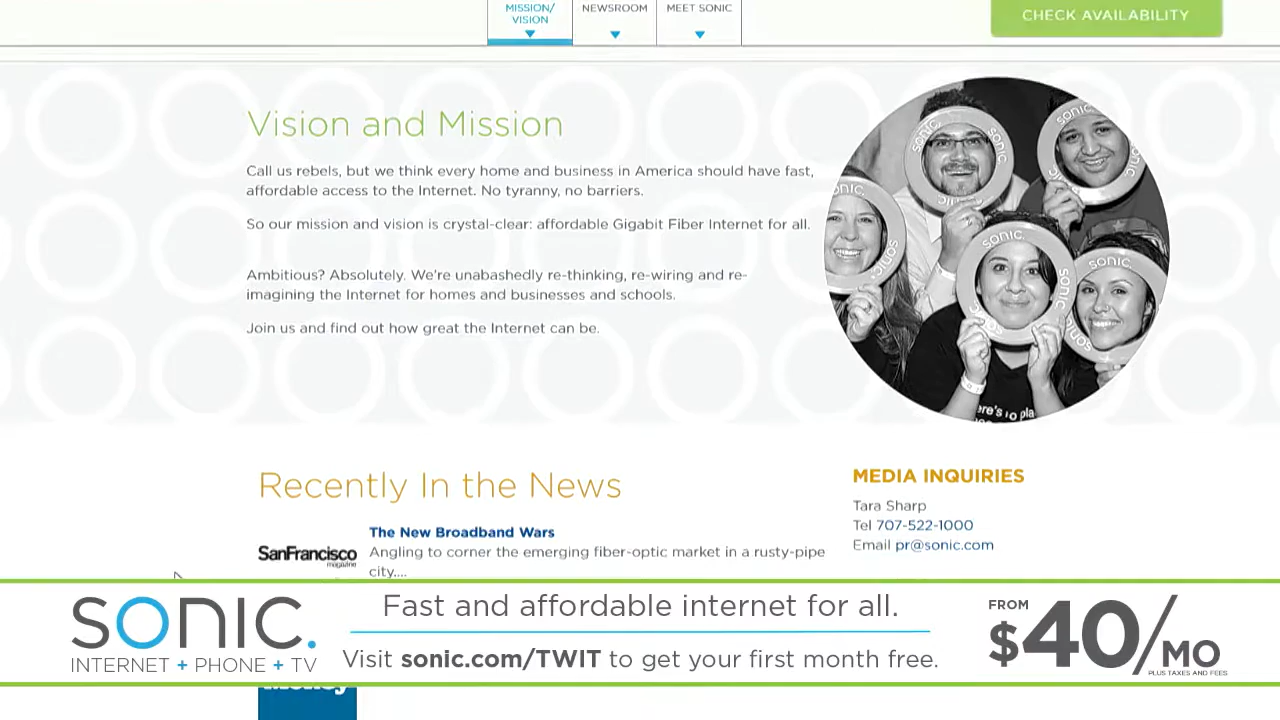 MISSION/
VISION
NEWSROOM
MEET SONIC
CHECK AVAILABILITY
Vision and Mission
Call us rebels, but we think every home and business in America should have fast,
affordable access to the Internet. No tyranny, no barriers.
So our mission and vision is crystal-clear: affordable Gigabit Fiber Internet for all.
Ambitious? Absolutely. We're unabashedly re-thinking, re-wiring and re-
imagining the Internet for homes and businesses and schools.
Join us and find out how great the Internet can be.
sonic.
sonic
sonic.
sonic.
sonic.
sonic.
Recently In the News
The New Broadband Wars
SanFrancisco
magazine
Angling to corner the emerging fiber-optic market in a rusty-pipe
city....
MEDIA INQUIRIES
Tara Sharp
Tel 707-522-1000
Email pr@sonic.com
sonic.
INTERNET + PHONE + TV
Fast and affordable internet for all.
Visit sonic.com/TWIT to get your first month free.
FROM
$40/MO
PLUS TAXES AND FEES